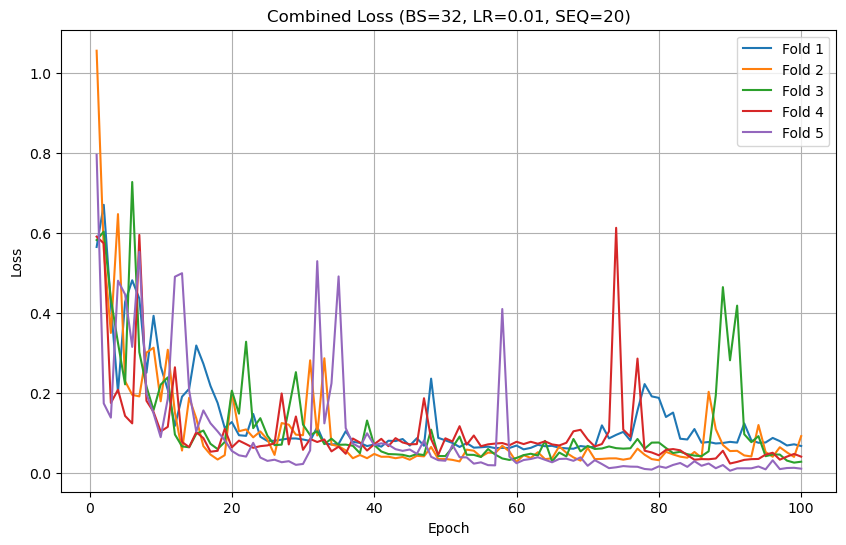 Combined Loss (BS=32, LR=0.01, SEQ=20)
Fold 1
Fold 2
Fold 3
Fold 4
Fold 5
Loss
1.0
0.8
0.6
0.4
0.2
0.0
0 20 40 60 80 100
Epoch